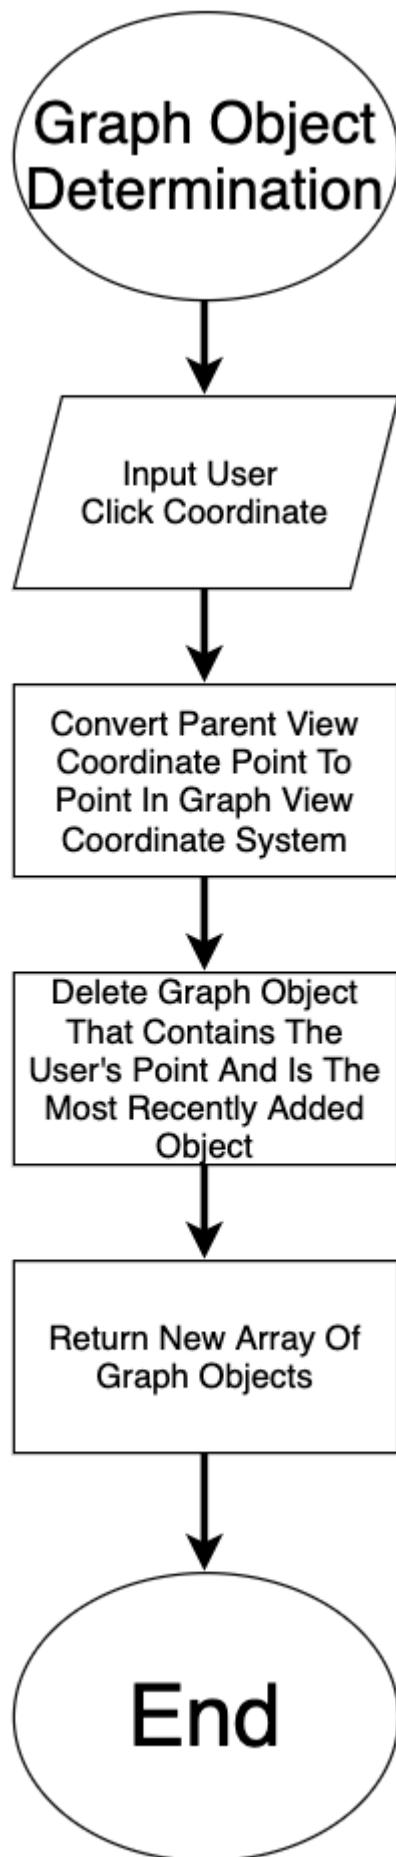 Graph Object
Determination
Input User
Click Coordinate
Convert Parent View
Coordinate Point To
Point In Graph View
Coordinate System
Delete Graph Object
That Contains The
User's Point And Is The
Most Recently Added
Object
Return New Array Of
Graph Objects
End